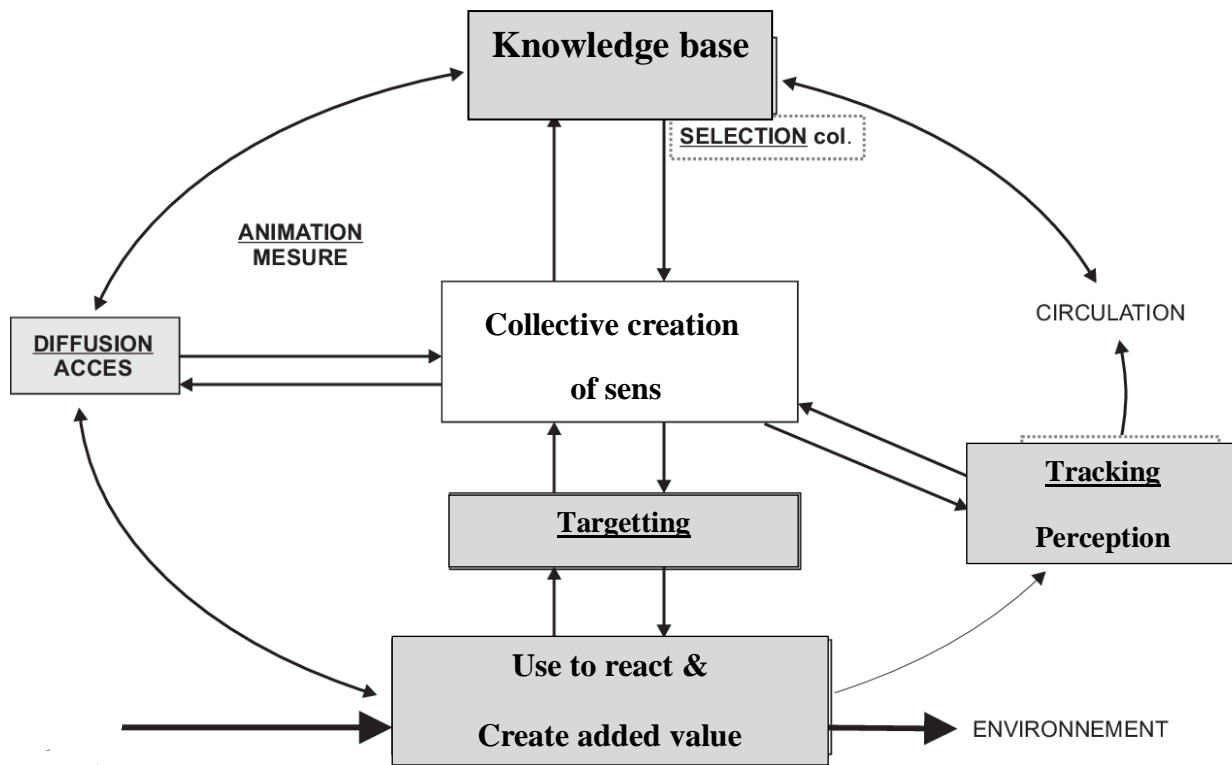 Knowledge base
SELECTION col.
ANIMATION
MESURE
Collective creation
of sens
CIRCULATION
DIFFUSION
ACCES
Tracking
Perception
Targetting
Use to react &
Create added value
ENVIRONNEMENT